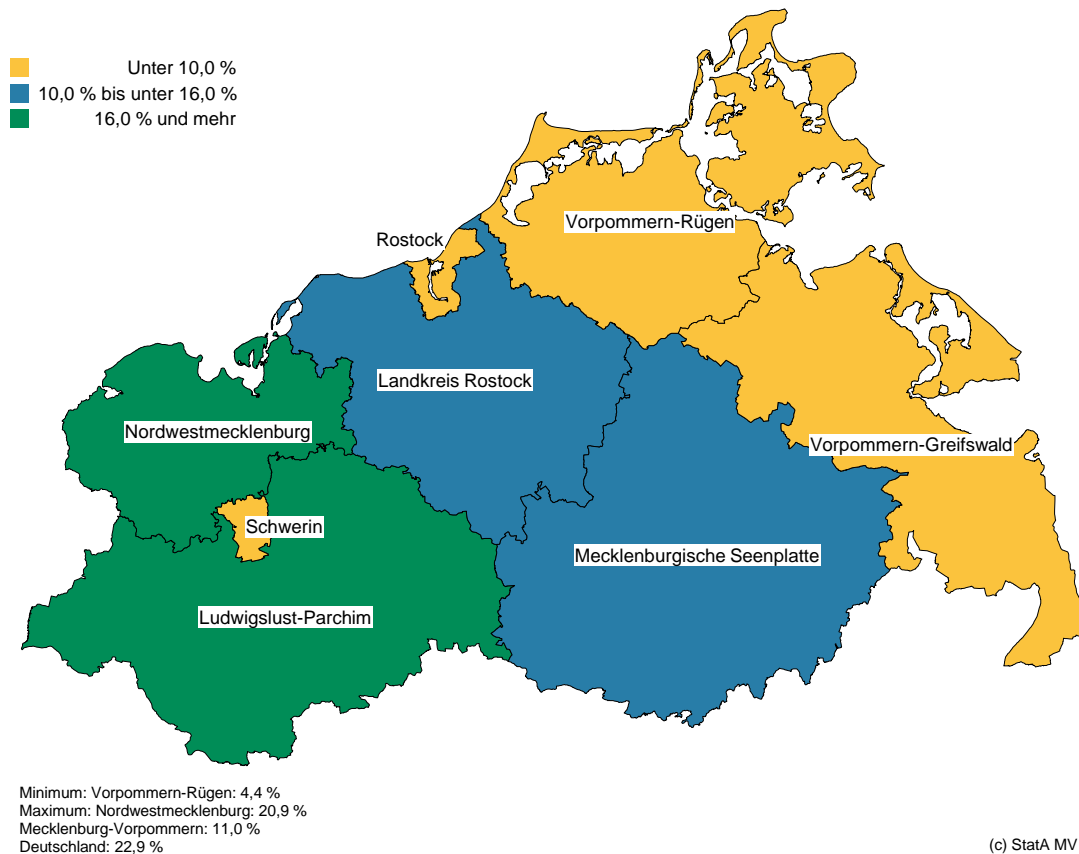 Unter 10,0 %
10,0 % bis unter 16,0 %
16,0 % und mehr
Vorpommern-Rügen
Rostock
Landkreis Rostock
Nordwestmecklenburg
Vorpommern-Greifswald
Schwerin
Mecklenburgische Seenplatte
Ludwigslust-Parchim
Minimum: Vorpommern-Rügen: 4,4 %
Maximum: Nordwestmecklenburg: 20,9 %
Mecklenburg-Vorpommern: 11,0 %
Deutschland: 22,9 %
(c) StatA MV